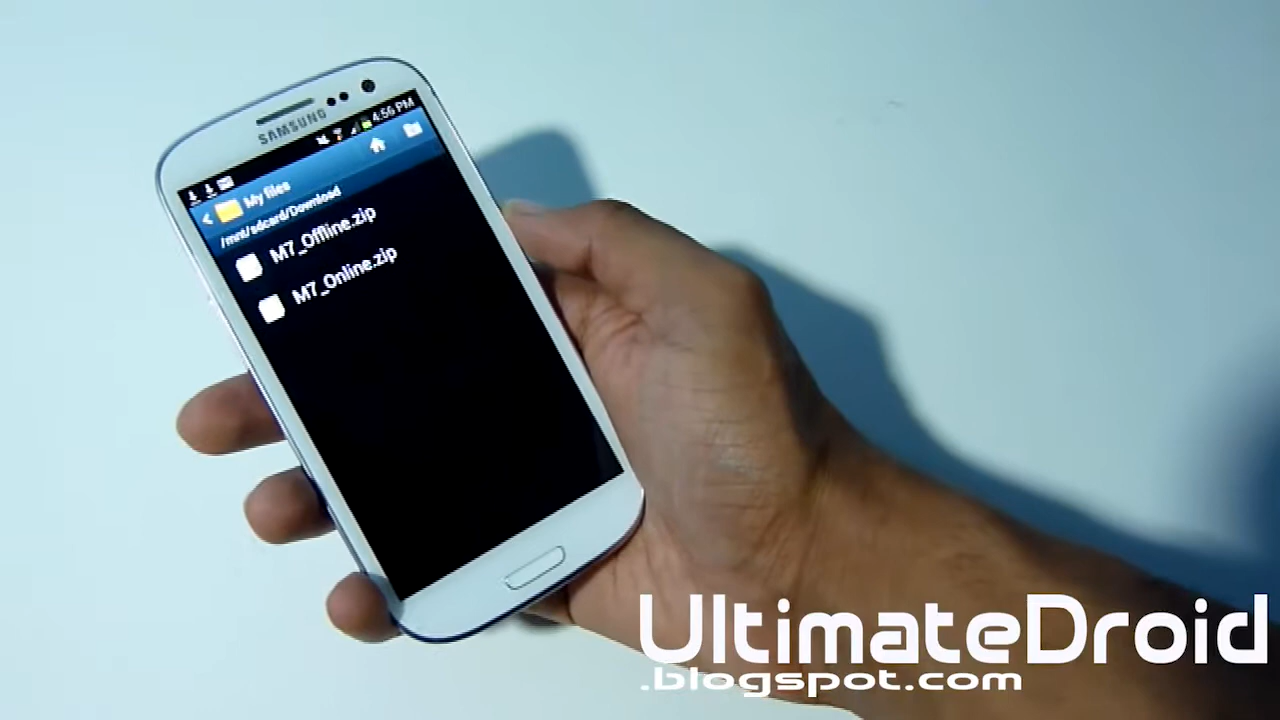 SAMSUNG
4:56 PM
My files
/mnt/sdcard/Download
M7_Offline.zip
M7_Online.zip
UltimateDroid
.blogspot.com